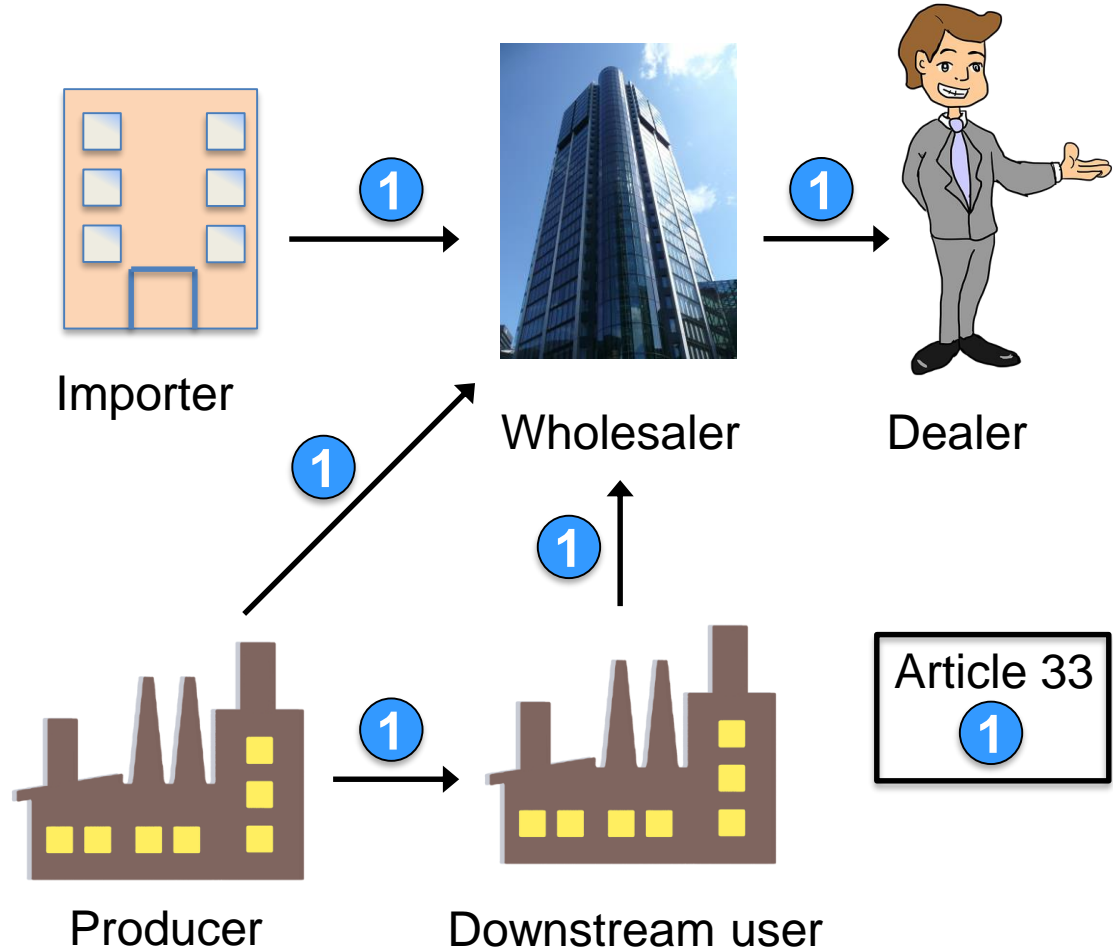 1
1
Importer
Wholesaler
Dealer
1
1
Article 33
1
1
Producer
Downstream user